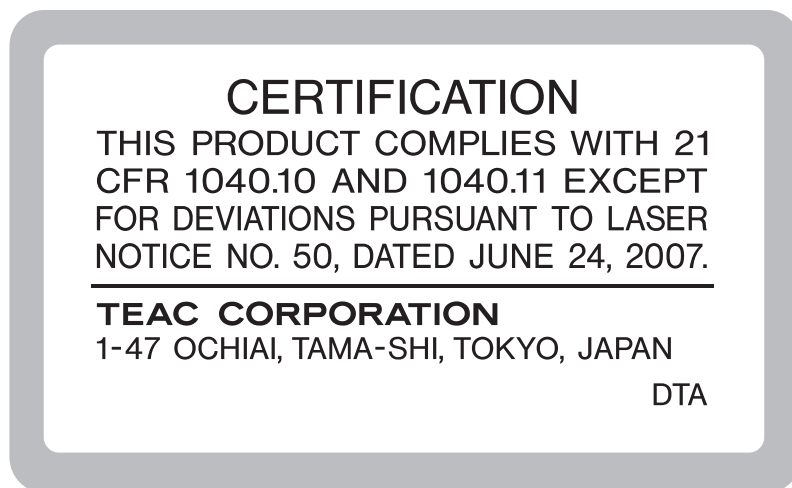 CERTIFICATION
THIS PRODUCT COMPLIES WITH 21
CFR 1040.10 AND 1040.11 EXCEPT
FOR DEVIATIONS PURSUANT TO LASER
NOTICE NO. 50, DATED JUNE 24, 2007.
TEAC CORPORATION
1-47 OCHIAI, TAMA-SHI, TOKYO, JAPAN
DTA